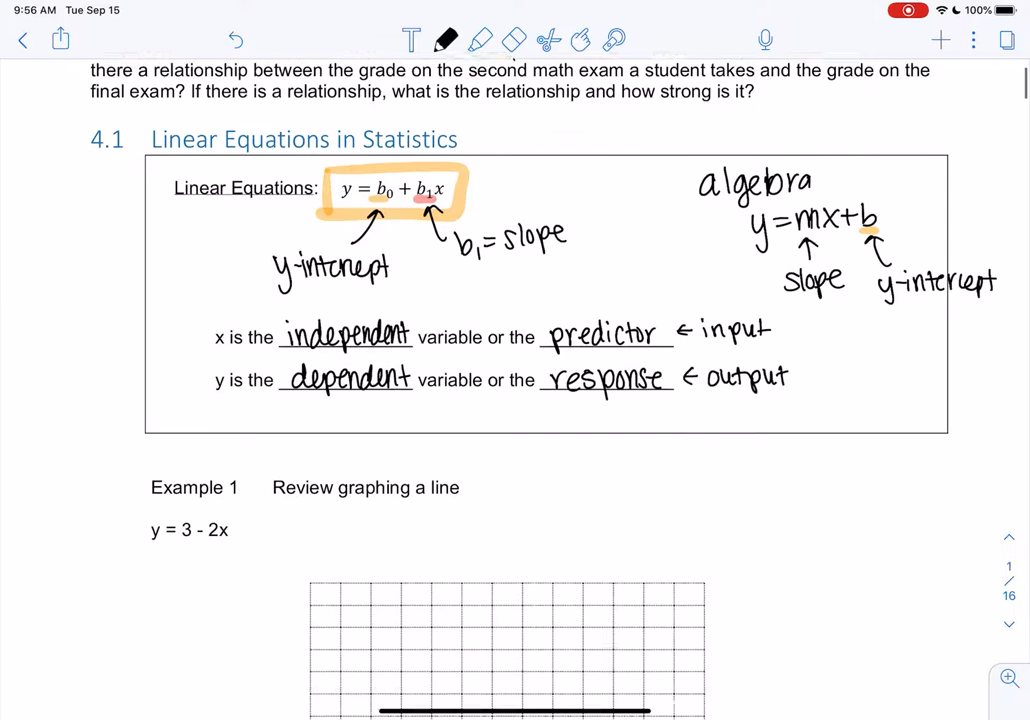 9:56 AM Tue Sep 15 100%
there a relationship between the grade on the second math exam a student takes and the grade on the
final exam? If there is a relationship, what is the relationship and how strong is it?
4.1 Linear Equations in Statistics
Linear Equations: y = b₀ + b₁x
y-intercept
b₁ = slope
algebra
y=mx+b
slope
y-intercept
x is the independent variable or the predictor ← input
y is the dependent variable or the response ← output
Example 1 Review graphing a line
y = 3 - 2x
1
/
16